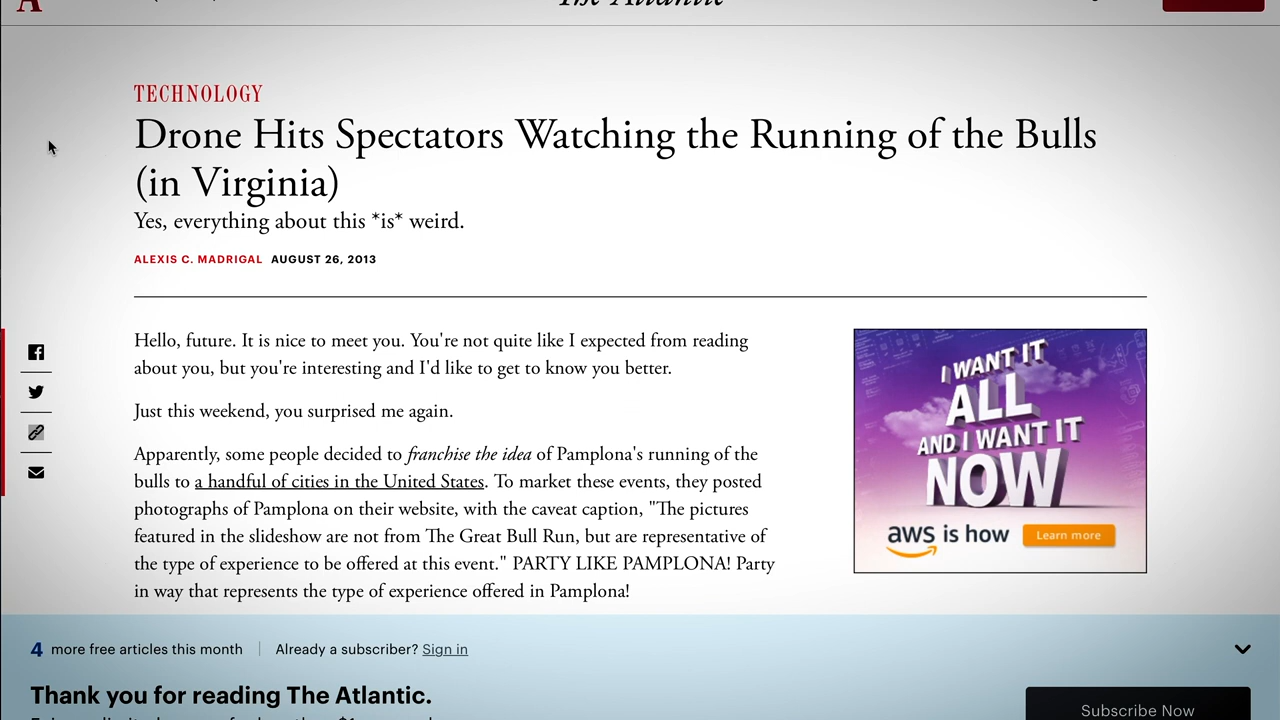 The Atlantic
TECHNOLOGY
Drone Hits Spectators Watching the Running of the Bulls
(in Virginia)
Yes, everything about this *is* weird.
ALEXIS C. MADRIGAL AUGUST 26, 2013
Hello, future. It is nice to meet you. You're not quite like I expected from reading
about you, but you're interesting and I'd like to get to know you better.
Just this weekend, you surprised me again.
Apparently, some people decided to franchise the idea of Pamplona's running of the
bulls to a handful of cities in the United States. To market these events, they posted
photographs of Pamplona on their website, with the caveat caption, "The pictures
featured in the slideshow are not from The Great Bull Run, but are representative of
the type of experience to be offered at this event." PARTY LIKE PAMPLONA! Party
in way that represents the type of experience offered in Pamplona!
I WANT IT
ALL
AND I WANT IT
NOW
aws is how Learn more
4 more free articles this month Already a subscriber? Sign in
Thank you for reading The Atlantic.
Subscribe Now